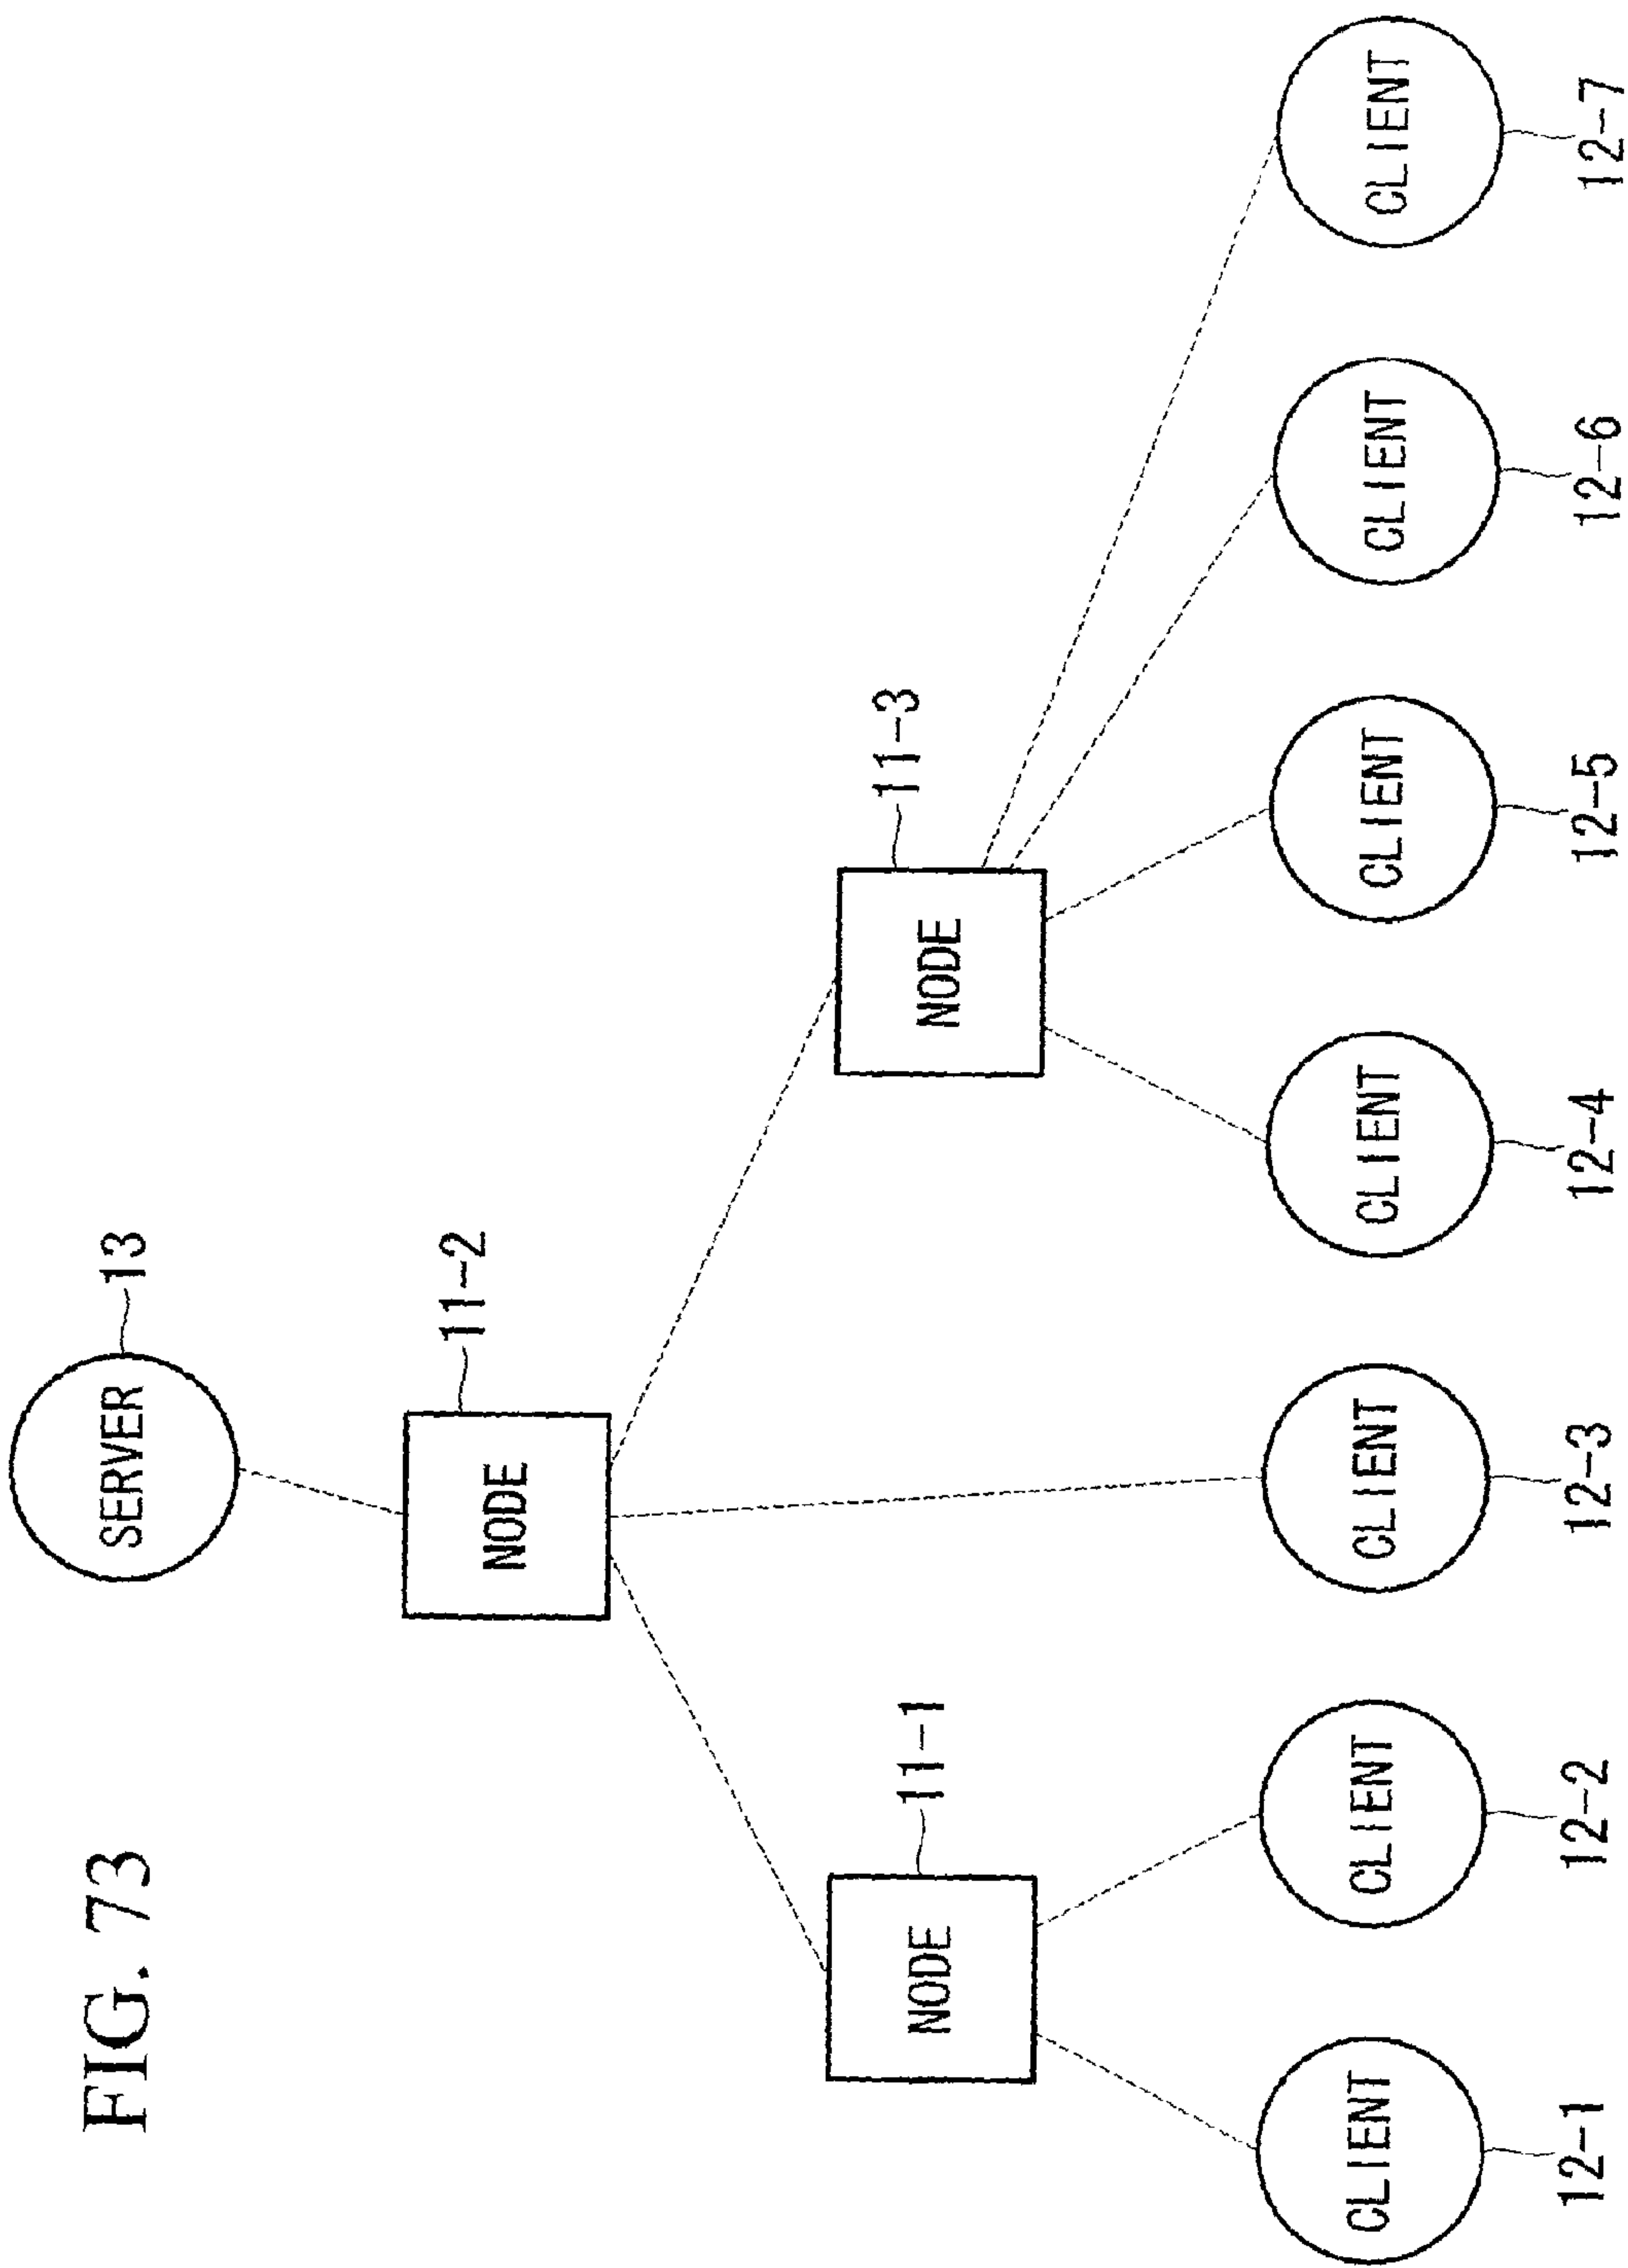 FIG. 73
SERVER
13
NODE
11-2
NODE
11-1
NODE
11-3
CLIENT
12-1
CLIENT
12-2
CLIENT
12-3
CLIENT
12-4
CLIENT
12-5
CLIENT
12-6
CLIENT
12-7